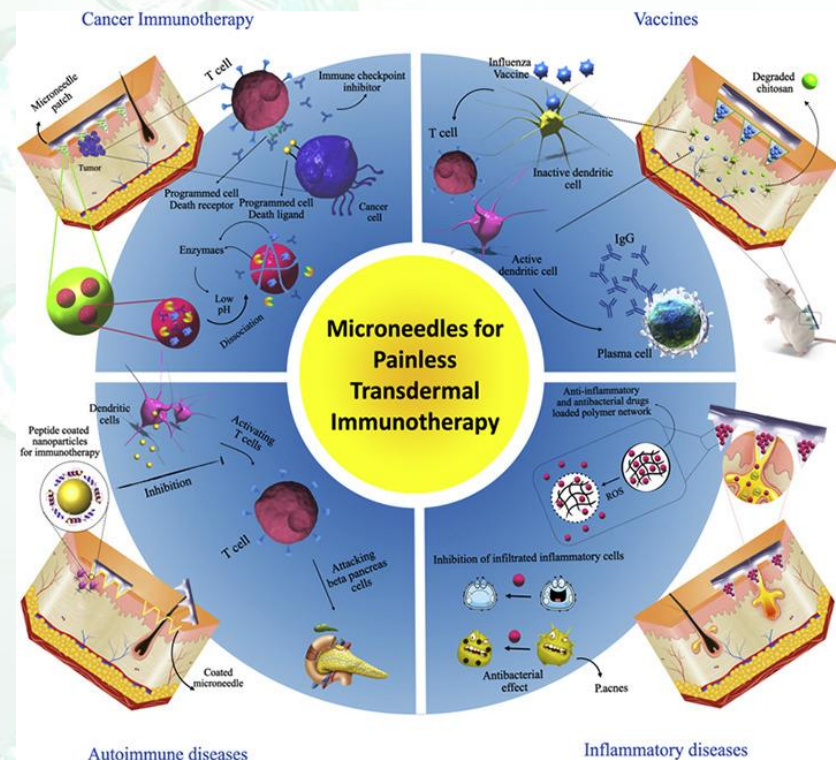 Cancer Immunotherapy
Vaccines
Microneedle
patch
Tumor
T cell
Immune checkpoint
inhibitor
Programmed cell
Death receptor
Programmed cell
Death ligand
Cancer
cell
Enzymaes
Low
pH
Dissociation
Influenza
Vaccine
T cell
Inactive dendritic
cell
Degraded
chitosan
Active
dendritic cell
IgG
Plasma cell
Microneedles for
Painless
Transdermal
Immunotherapy
Dendritic
cells
Peptide coated
nanoparticles
for immunotherapy
Activating
T cells
Inhibition
T cell
Attacking
beta pancreas
cells
Coated
microneedle
Anti-inflammatory
and antibacterial drugs
loaded polymer network
ROS
Inhibition of infiltrated inflammatory cells
Antibacterial
effect
P.acnes
Autoimmune diseases
Inflammatory diseases